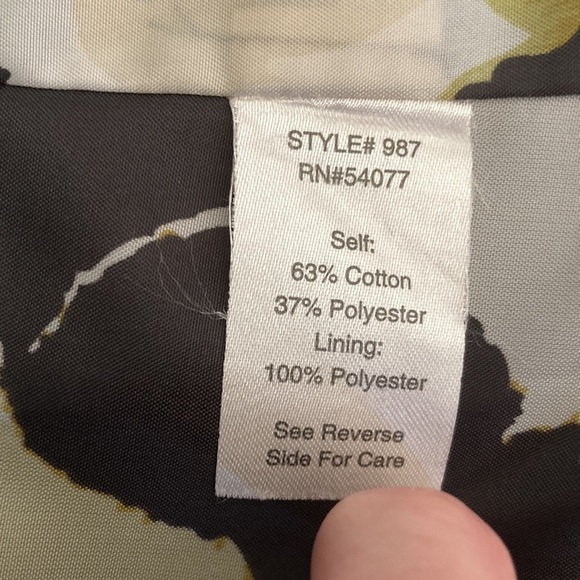 STYLE# 987
RN#54077
Self:
63% Cotton
37% Polyester
Lining:
100% Polyester
See Reverse
Side For Care